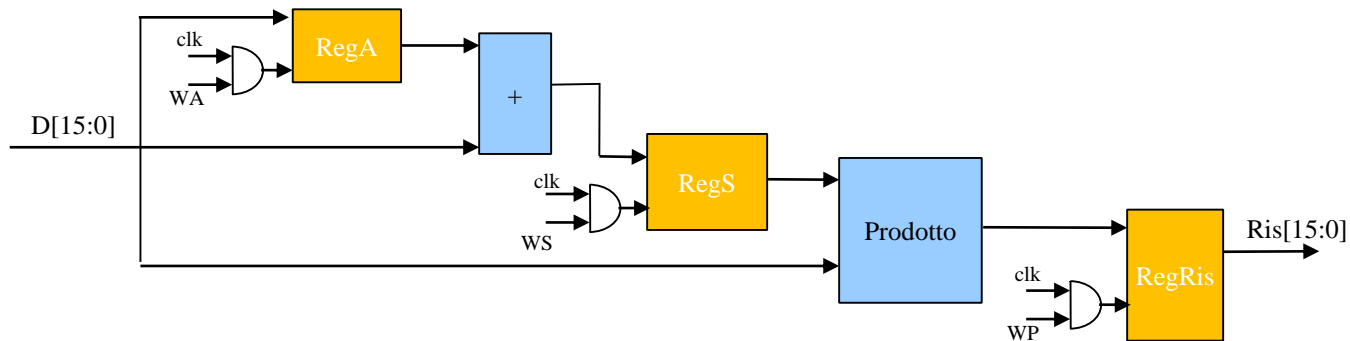 clk
RegA
WA
+
D[15:0]
clk
RegS
WS
Prodotto
Ris[15:0]
clk
RegRis
WP